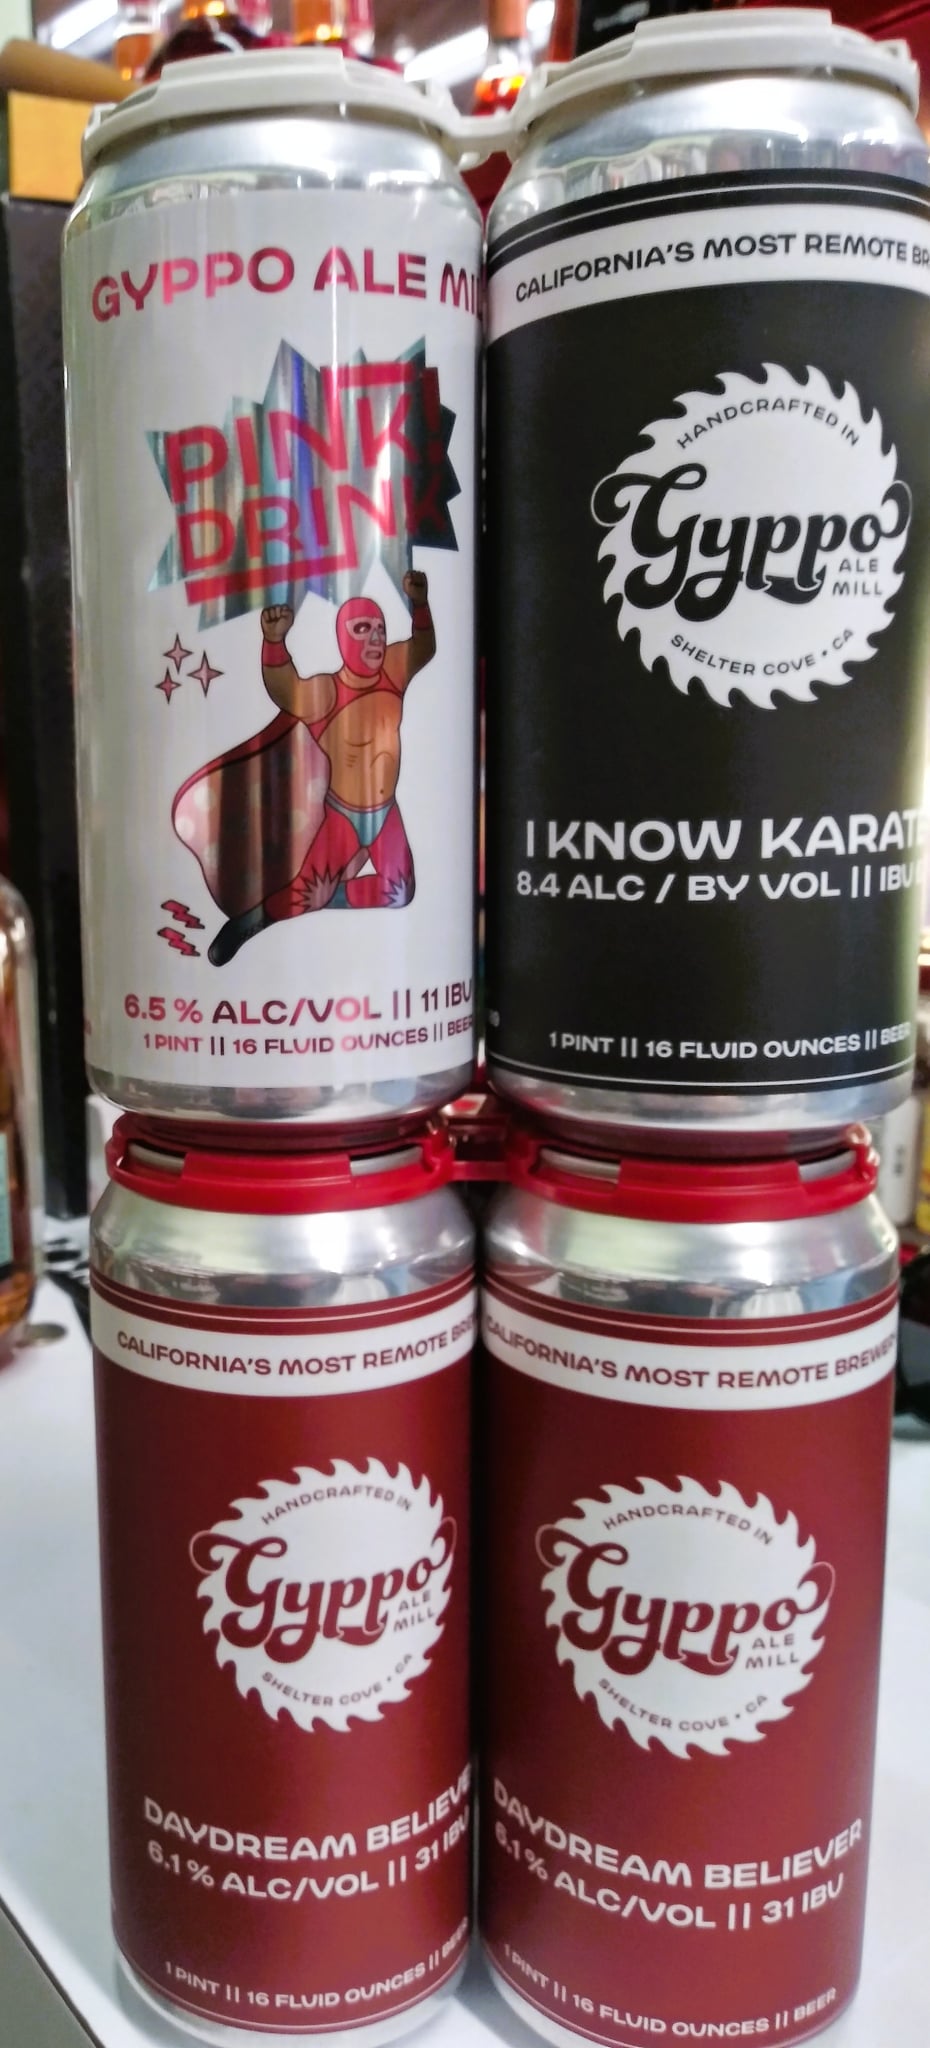 GYPPO ALE
PINK!
DRINK
6.5 % ALC/VOL || 11 IBU
1 PINT || 16 FLUID OUNCES || BEER
CALIFORNIA'S MOST REMOTE
HANDCRAFTED IN
Gyppo
ALE
MILL
SHELTER COVE • CA
I KNOW KARAT
8.4 ALC / BY VOL || IBU
1 PINT || 16 FLUID OUNCES || BEER
CALIFORNIA'S MOST REMOTE
HANDCRAFTED IN
Gyppo
ALE
MILL
SHELTER COVE • CA
DAYDREAM BELIEVE
6.1 % ALC/VOL || 31 IBU
1 PINT || 16 FLUID OUNCES || BEER
CALIFORNIA'S MOST REMOTE BREWER
HANDCRAFTED IN
Gyppo
ALE
MILL
SHELTER COVE • CA
DAYDREAM BELIEVER
6.1 % ALC/VOL || 31 IBU
1 PINT || 16 FLUID OUNCES || BEER